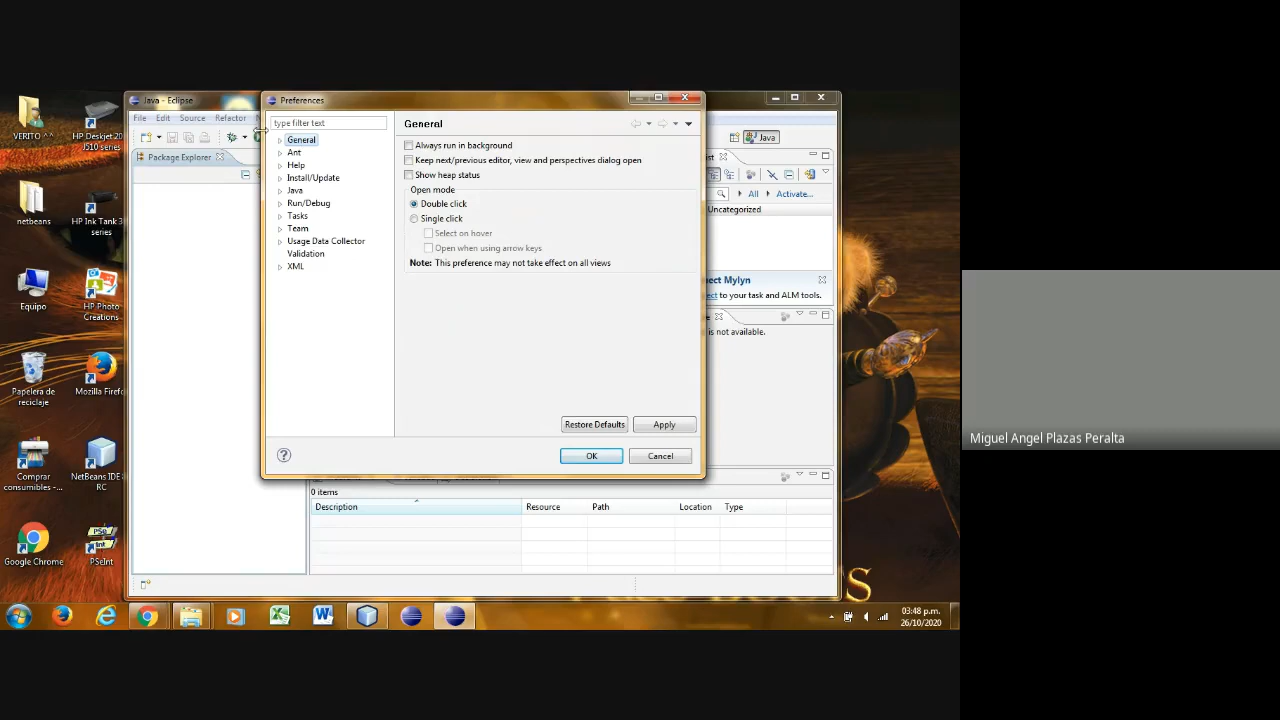 Java - Eclipse
File Edit Source Refactor
Package Explorer
Preferences
type filter text
General
Ant
Help
Install/Update
Java
Run/Debug
Tasks
Team
Usage Data Collector
Validation
XML
General
Always run in background
Keep next/previous editor, view and perspectives dialog open
Show heap status
Open mode
Double click
Single click
Select on hover
Open when using arrow keys
Note: This preference may not take effect on all views
Restore Defaults Apply
OK Cancel
Java
All Activate...
Uncategorized
ect Mylyn
ect to your task and ALM tools.
is not available.
0 items
Description Resource Path Location Type
VERITO ^^
HP Deskjet 20
JS10 series
netbeans
HP Ink Tank 3
series
Equipo
HP Photo
Creations
Papelera de
reciclaje
Mozilla Firefo
Comprar
consumibles -...
NetBeans IDE
RC
Google Chrome
PSeInt
03:48 p.m.
26/10/2020
Miguel Angel Plazas Peralta